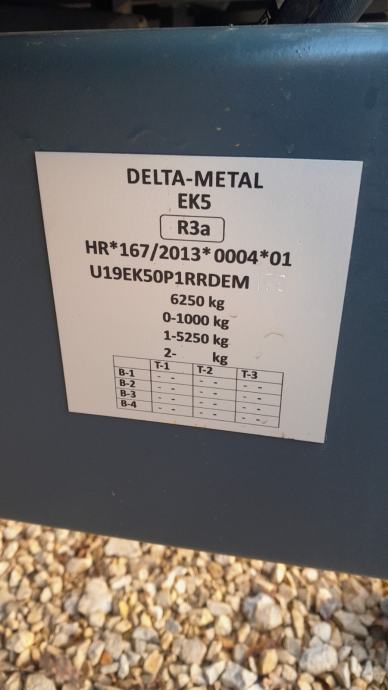 DELTA-METAL
EK5
R3a
HR*167/2013*0004*01
U19EK50P1RRDEM
6250 kg
0-1000 kg
1-5250 kg
2- kg
T-1 T-2 T-3
B-1 - - - - - -
B-2 - - - - - -
B-3 - - - - - -
B-4 - - - - - -